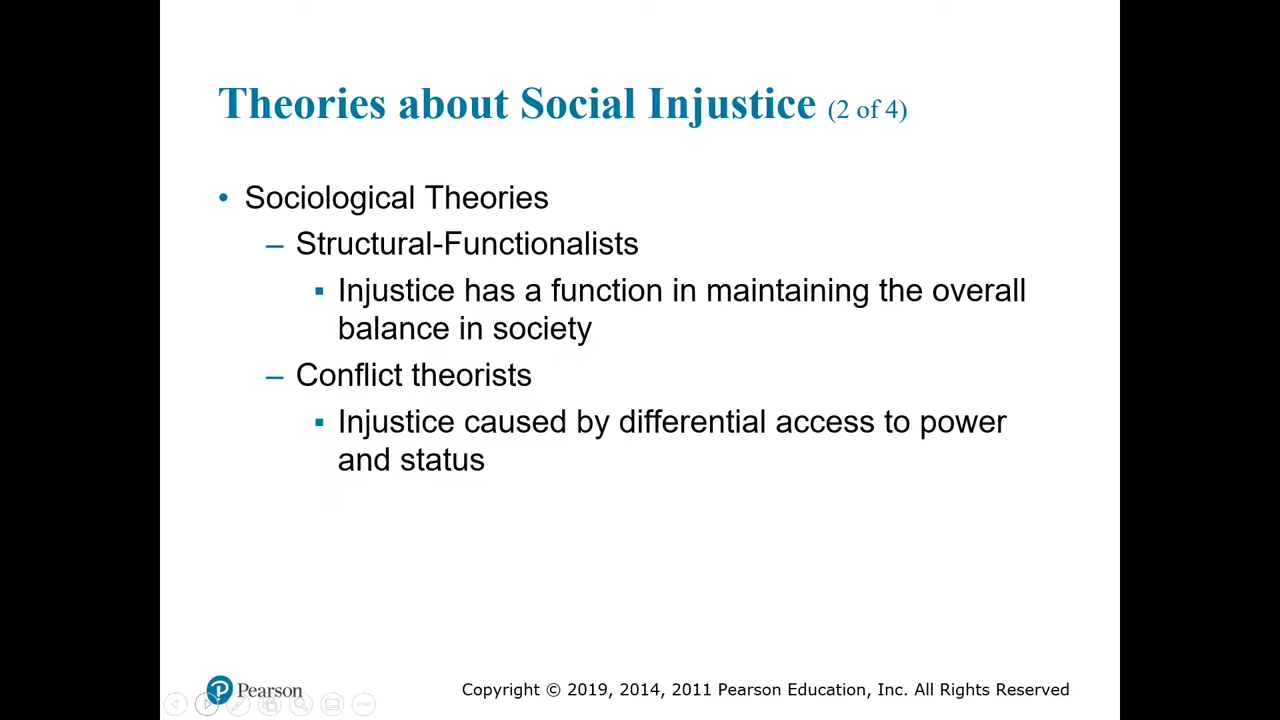 Theories about Social Injustice (2 of 4)
• Sociological Theories
– Structural-Functionalists
▪ Injustice has a function in maintaining the overall
balance in society
– Conflict theorists
▪ Injustice caused by differential access to power
and status
Pearson
Copyright © 2019, 2014, 2011 Pearson Education, Inc. All Rights Reserved